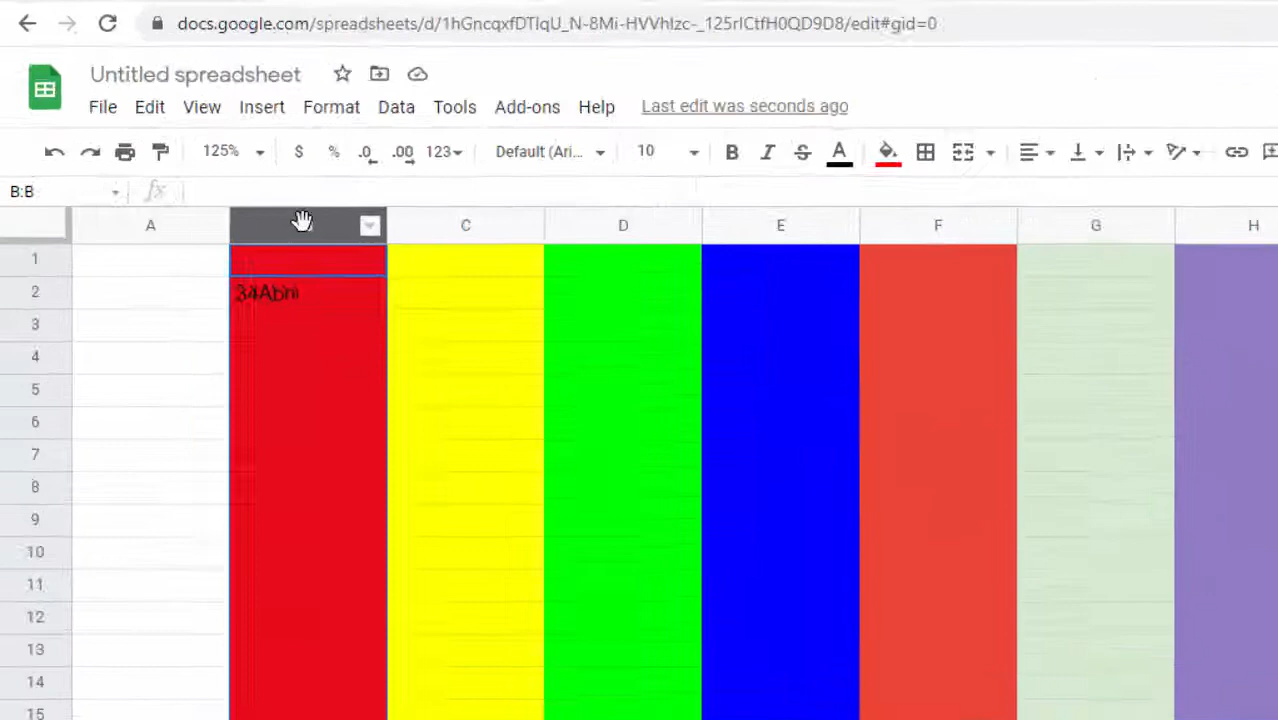 docs.google.com/spreadsheets/d/1hGncqxfDTlqU_N-8Mi-HVVhlzc-_125rlCtfH0QD9D8/edit#gid=0
Untitled spreadsheet
File Edit View Insert Format Data Tools Add-ons Help Last edit was seconds ago
125% $ % .0 .00 123 Default (Ari... 10 B I S A
B:B fx
A C D E F G H
1
2 34Abhi
3
4
5
6
7
8
9
10
11
12
13
14
15